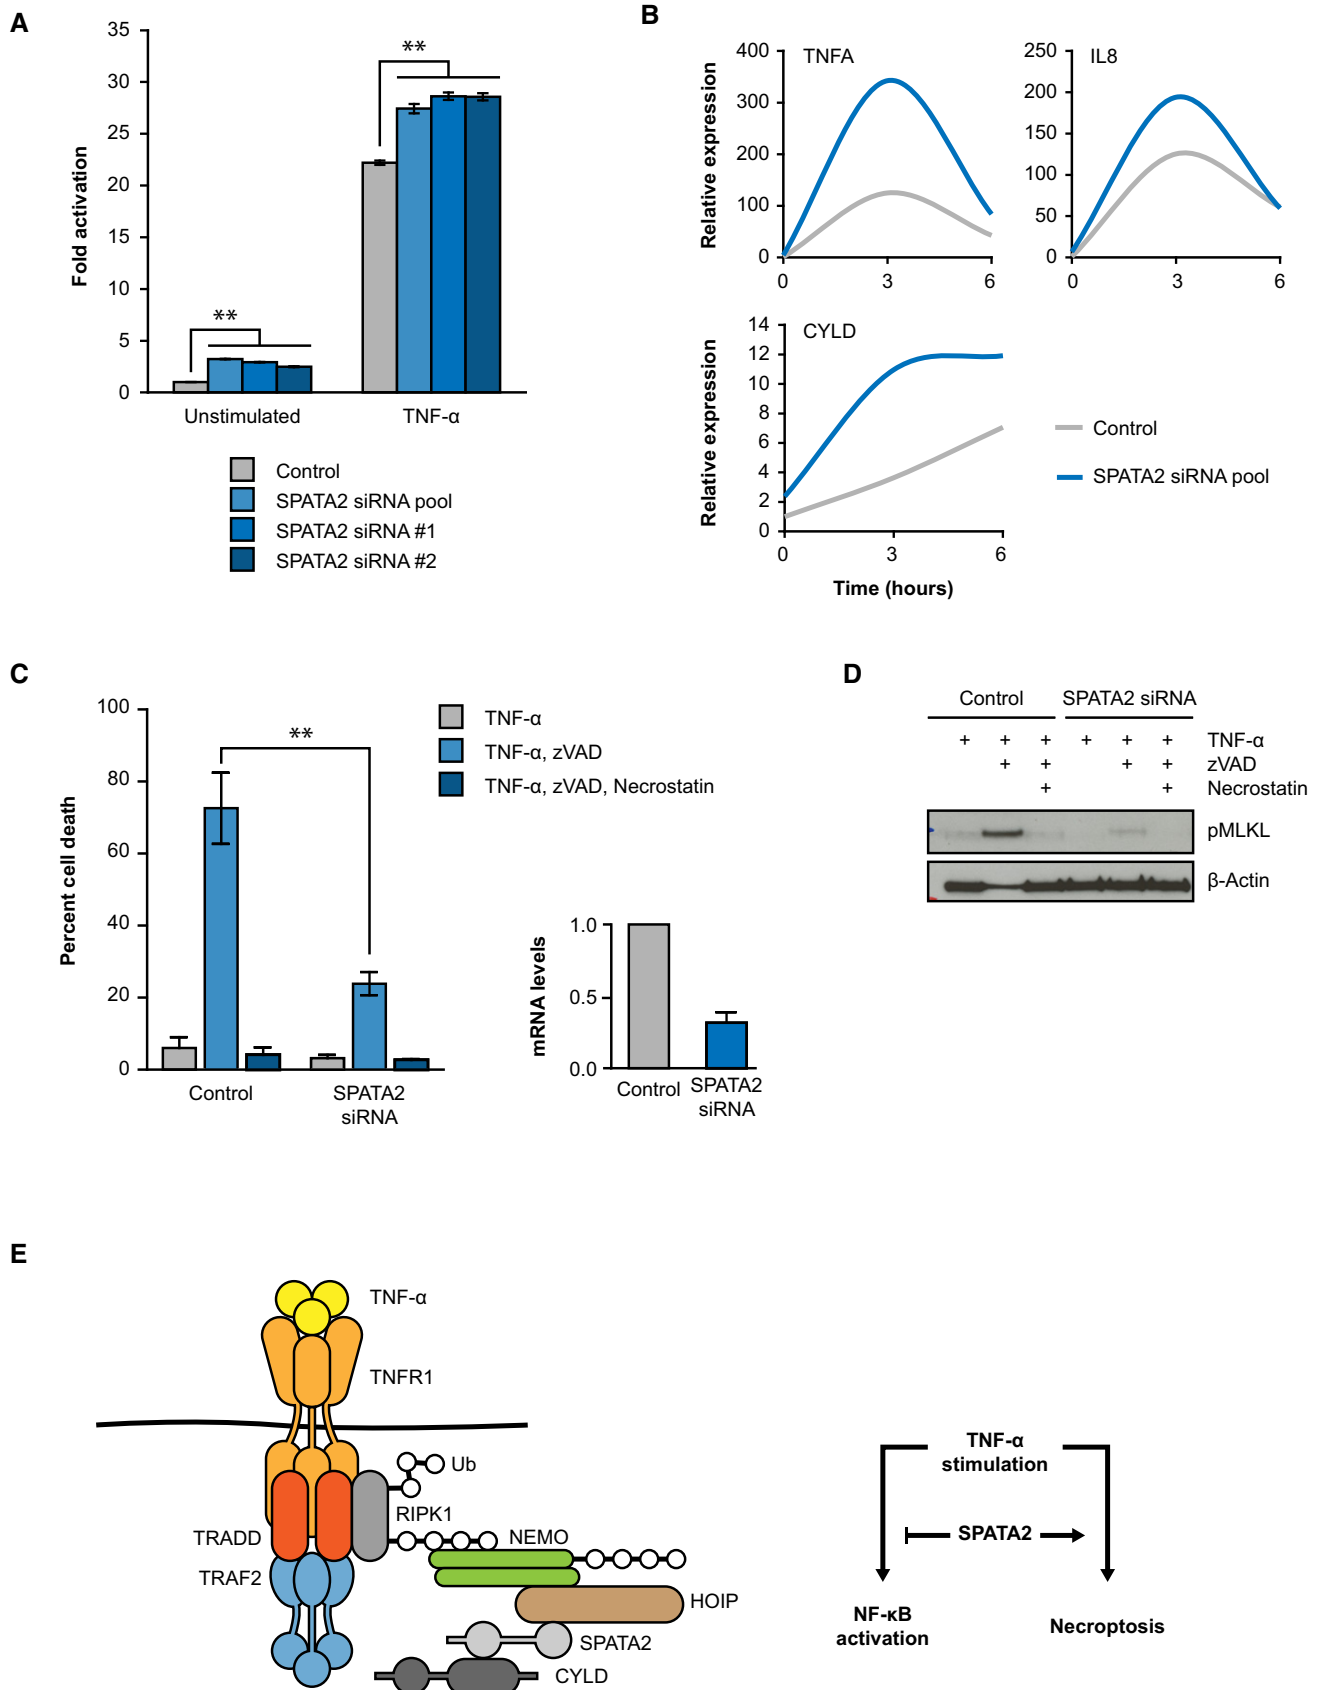 A
35
30
25
20
15
10
5
0
Fold activation
**
**
Unstimulated
TNF-α
Control
SPATA2 siRNA pool
SPATA2 siRNA #1
SPATA2 siRNA #2
B
TNFA
400
300
200
100
0
Relative expression
0 3 6
IL8
250
200
150
100
50
0
0 3 6
CYLD
14
12
10
8
6
4
2
0
Relative expression
0 3 6
Time (hours)
Control
SPATA2 siRNA pool
C
100
80
60
40
20
0
Percent cell death
**
Control
SPATA2
siRNA
TNF-α
TNF-α, zVAD
TNF-α, zVAD, Necrostatin
1.0
0.5
0.0
mRNA levels
Control
SPATA2
siRNA
D
Control SPATA2 siRNA
+ + + + + + TNF-α
+ + + + zVAD
+ + Necrostatin
pMLKL
β-Actin
E
TNF-α
TNFR1
Ub
RIPK1
TRADD
NEMO
TRAF2
HOIP
SPATA2
CYLD
TNF-α
stimulation
SPATA2
NF-κB
activation
Necroptosis